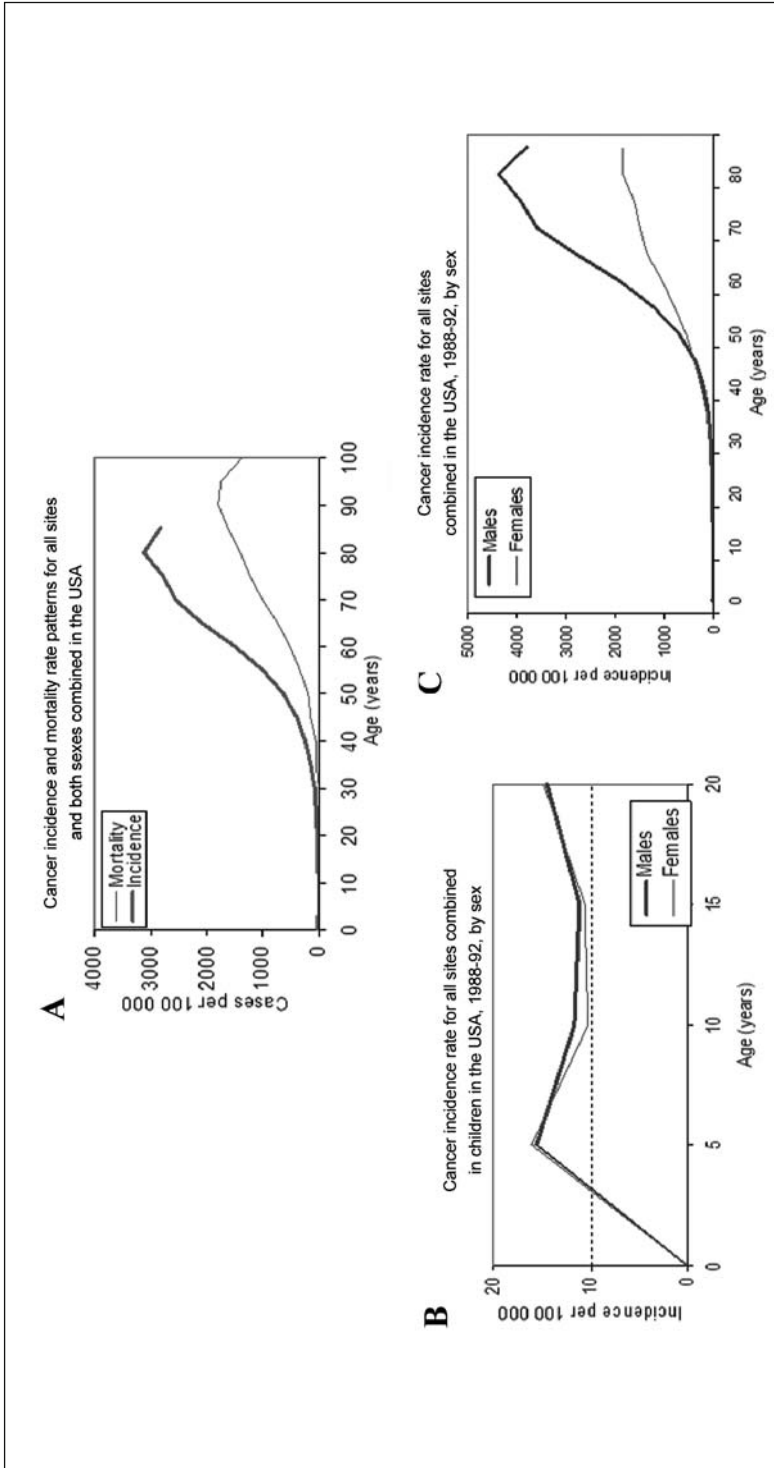 A
Cancer incidence and mortality rate patterns for all sites
and both sexes combined in the USA
4000
3000
2000
1000
0
Cases per 100 000
Mortality
Incidence
0 10 20 30 40 50 60 70 80 90 100
Age (years)
B
Cancer incidence rate for all sites combined
in children in the USA, 1988-92, by sex
20
10
0
Incidence per 100 000
Males
Females
0 5 10 15 20
Age (years)
C
Cancer incidence rate for all sites
combined in the USA, 1988-92, by sex
5000
4000
3000
2000
1000
0
Incidence per 100 000
Males
Females
0 10 20 30 40 50 60 70 80
Age (years)